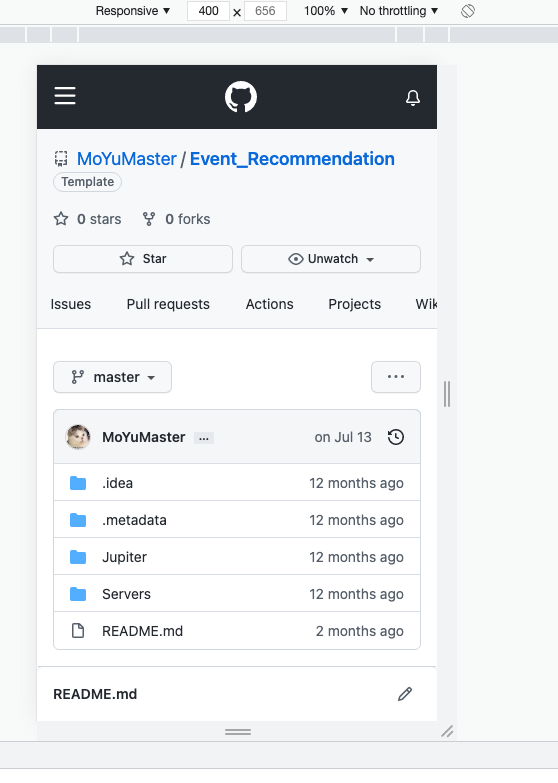 Responsive ▼ 400 × 656 100% ▼ No throttling ▼
MoYuMaster / Event_Recommendation
Template
0 stars 0 forks
Star Unwatch
Issues Pull requests Actions Projects Wik
master ...
MoYuMaster ... on Jul 13
.idea 12 months ago
.metadata 12 months ago
Jupiter 12 months ago
Servers 12 months ago
README.md 2 months ago
README.md